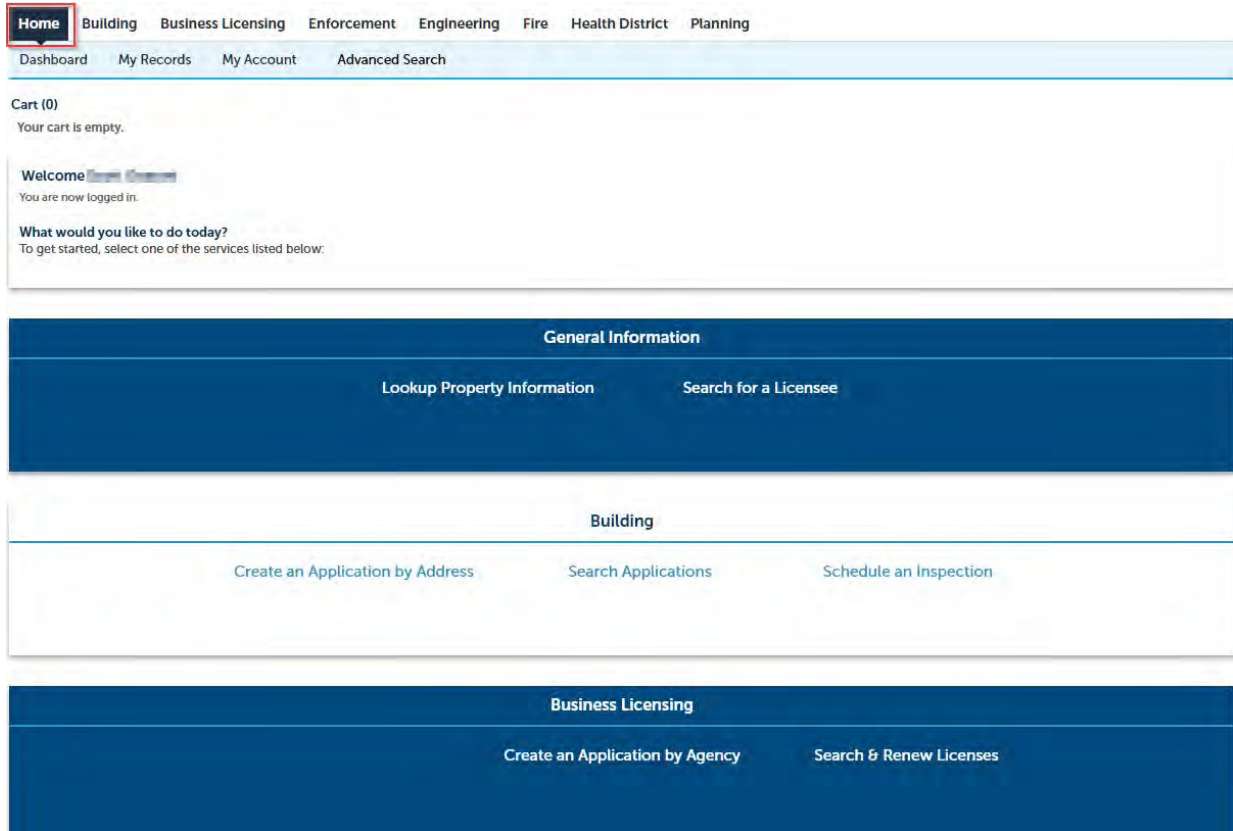 Home Building Business Licensing Enforcement Engineering Fire Health District Planning
Dashboard My Records My Account Advanced Search
Cart (0)
Your cart is empty.
Welcome
You are now logged in.
What would you like to do today?
To get started, select one of the services listed below:
General Information
Lookup Property Information Search for a Licensee
Building
Create an Application by Address Search Applications Schedule an Inspection
Business Licensing
Create an Application by Agency Search & Renew Licenses